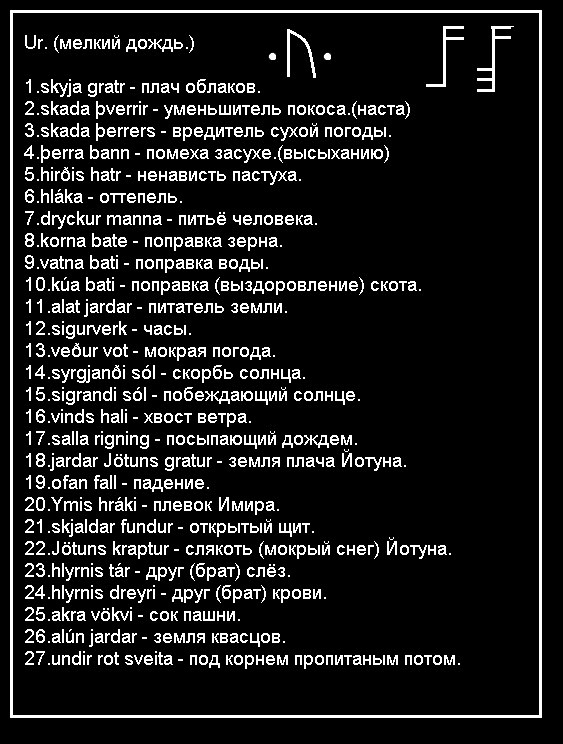 Ur. (мелкий дождь.)
1.skyja gratr - плач облаков.
2.skada þverrir - уменьшитель покоса.(наста)
3.skada þerrers - вредитель сухой погоды.
4.þerra bann - помеха засухе.(высыханию)
5.hirðis hatr - ненависть пастуха.
6.hláka - оттепель.
7.dryckur manna - питьё человека.
8.korna bate - поправка зерна.
9.vatna bati - поправка воды.
10.kúa bati - поправка (выздоровление) скота.
11.alat jardar - питатель земли.
12.sigurverk - часы.
13.veður vot - мокрая погода.
14.syrgjanði sól - скорбь солнца.
15.sigrandi sól - побеждающий солнце.
16.vinds hali - хвост ветра.
17.salla rigning - посыпающий дождем.
18.jardar Jötuns gratur - земля плача Йотуна.
19.ofan fall - падение.
20.Ymis hráki - плевок Имира.
21.skjaldar fundur - открытый щит.
22.Jötuns kraptur - слякоть (мокрый снег) Йотуна.
23.hlyrnis tár - друг (брат) слёз.
24.hlyrnis dreyri - друг (брат) крови.
25.akra vökvi - сок пашни.
26.alún jardar - земля квасцов.
27.undir rot sveita - под корнем пропитаным потом.